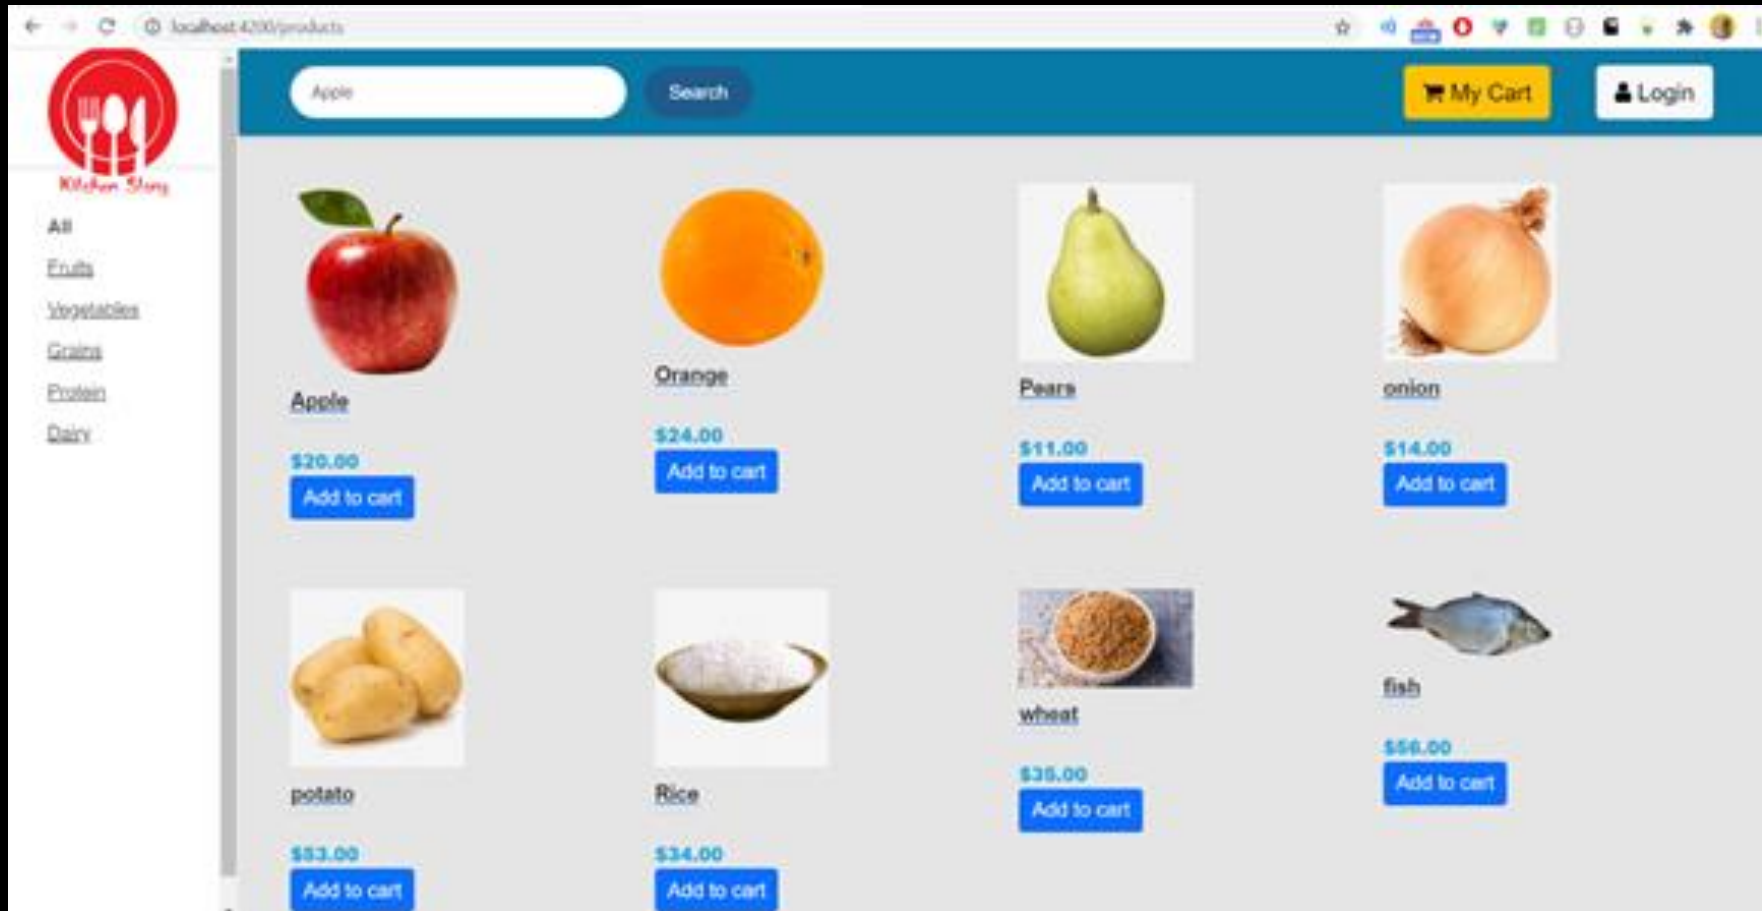 localhost:4200/products
Apple
Search
My Cart
Login
Kitchen Story
All
Fruits
Vegetables
Grains
Protein
Dairy
Apple
$20.00
Add to cart
Orange
$24.00
Add to cart
Pears
$11.00
Add to cart
onion
$14.00
Add to cart
potato
$53.00
Add to cart
Rice
$34.00
Add to cart
wheat
$35.00
Add to cart
fish
$56.00
Add to cart